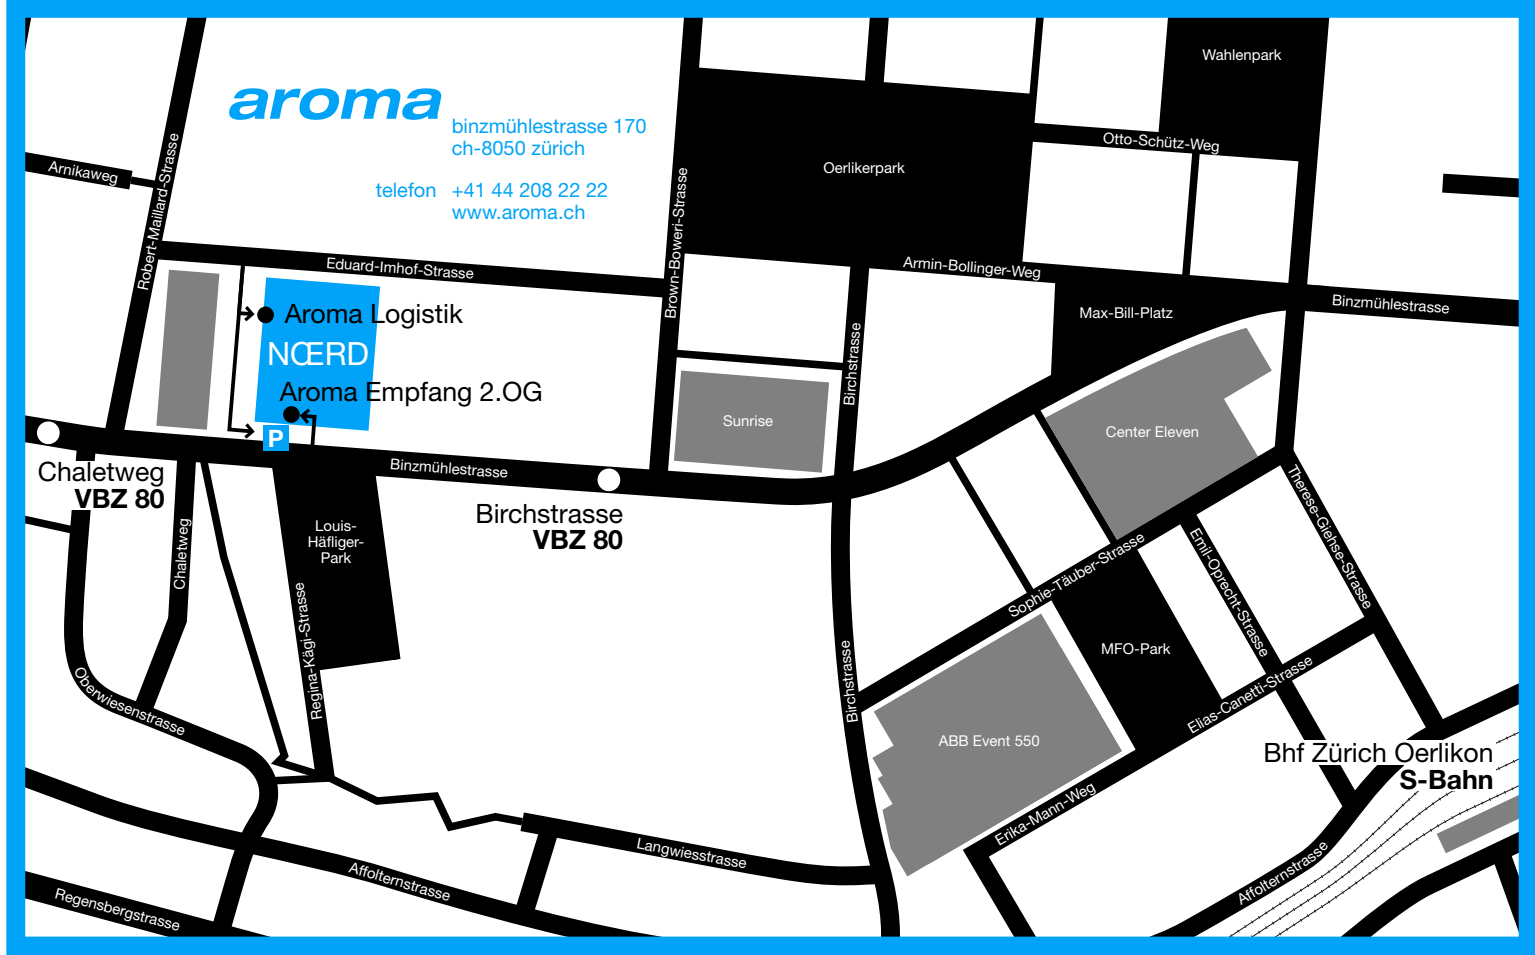 aroma
binzmühlestrasse 170
ch-8050 zürich
telefon +41 44 208 22 22
www.aroma.ch
Wahlenpark
Otto-Schütz-Weg
Oerlikerpark
Arnikaweg
Robert-Maillard-Strasse
Brown-Boweri-Strasse
Eduard-Imhof-Strasse
Armin-Bollinger-Weg
Binzmühlestrasse
Max-Bill-Platz
Aroma Logistik
NŒRD
Aroma Empfang 2.OG
P
Birchstrasse
Sunrise
Center Eleven
Chaletweg
VBZ 80
Binzmühlestrasse
Birchstrasse
VBZ 80
Louis-
Häfliger-
Park
Chaletweg
Regina-Kägi-Strasse
Oberwiesenstrasse
Sophie-Täuber-Strasse
Emil-Oprecht-Strasse
Therese-Giehse-Strasse
MFO-Park
Birchstrasse
Elias-Canetti-Strasse
ABB Event 550
Bhf Zürich Oerlikon
S-Bahn
Erika-Mann-Weg
Langwiesstrasse
Affolternstrasse
Affolternstrasse
Regensbergstrasse